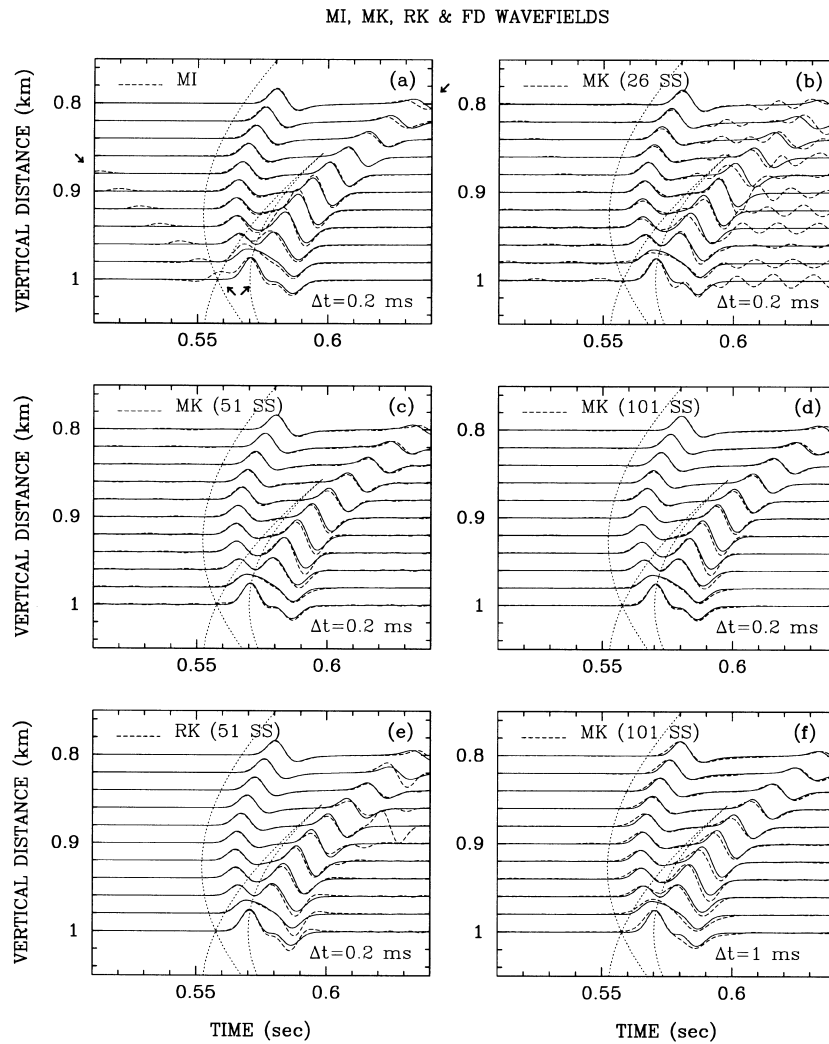 MI, MK, RK & FD WAVEFIELDS
MI
(a)
0.8
0.9
1
VERTICAL DISTANCE (km)
Δt=0.2 ms
0.55
0.6
MK (26 SS)
(b)
0.8
0.9
1
Δt=0.2 ms
0.55
0.6
MK (51 SS)
(c)
0.8
0.9
1
VERTICAL DISTANCE (km)
Δt=0.2 ms
0.55
0.6
MK (101 SS)
(d)
0.8
0.9
1
Δt=0.2 ms
0.55
0.6
RK (51 SS)
(e)
0.8
0.9
1
VERTICAL DISTANCE (km)
Δt=0.2 ms
0.55
0.6
TIME (sec)
MK (101 SS)
(f)
0.8
0.9
1
Δt=1 ms
0.55
0.6
TIME (sec)